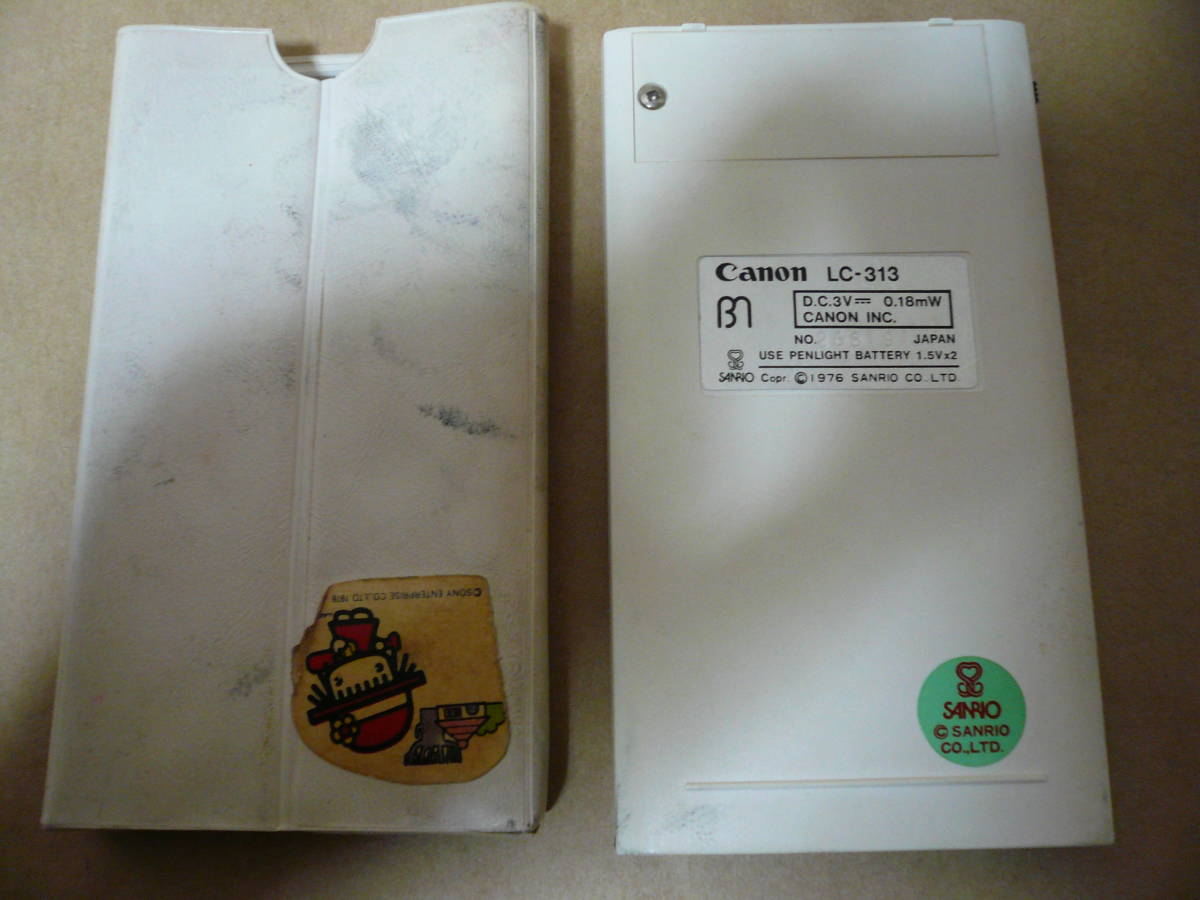 ©SONY ENTERPRISE CO.,LTD. 1978
Canon LC-313
D.C.3V 0.18mW
CANON INC.
NO. JAPAN
USE PENLIGHT BATTERY 1.5V×2
SANRIO Copr. ©1976 SANRIO CO.,LTD.
SANRIO
© SANRIO
CO.,LTD.